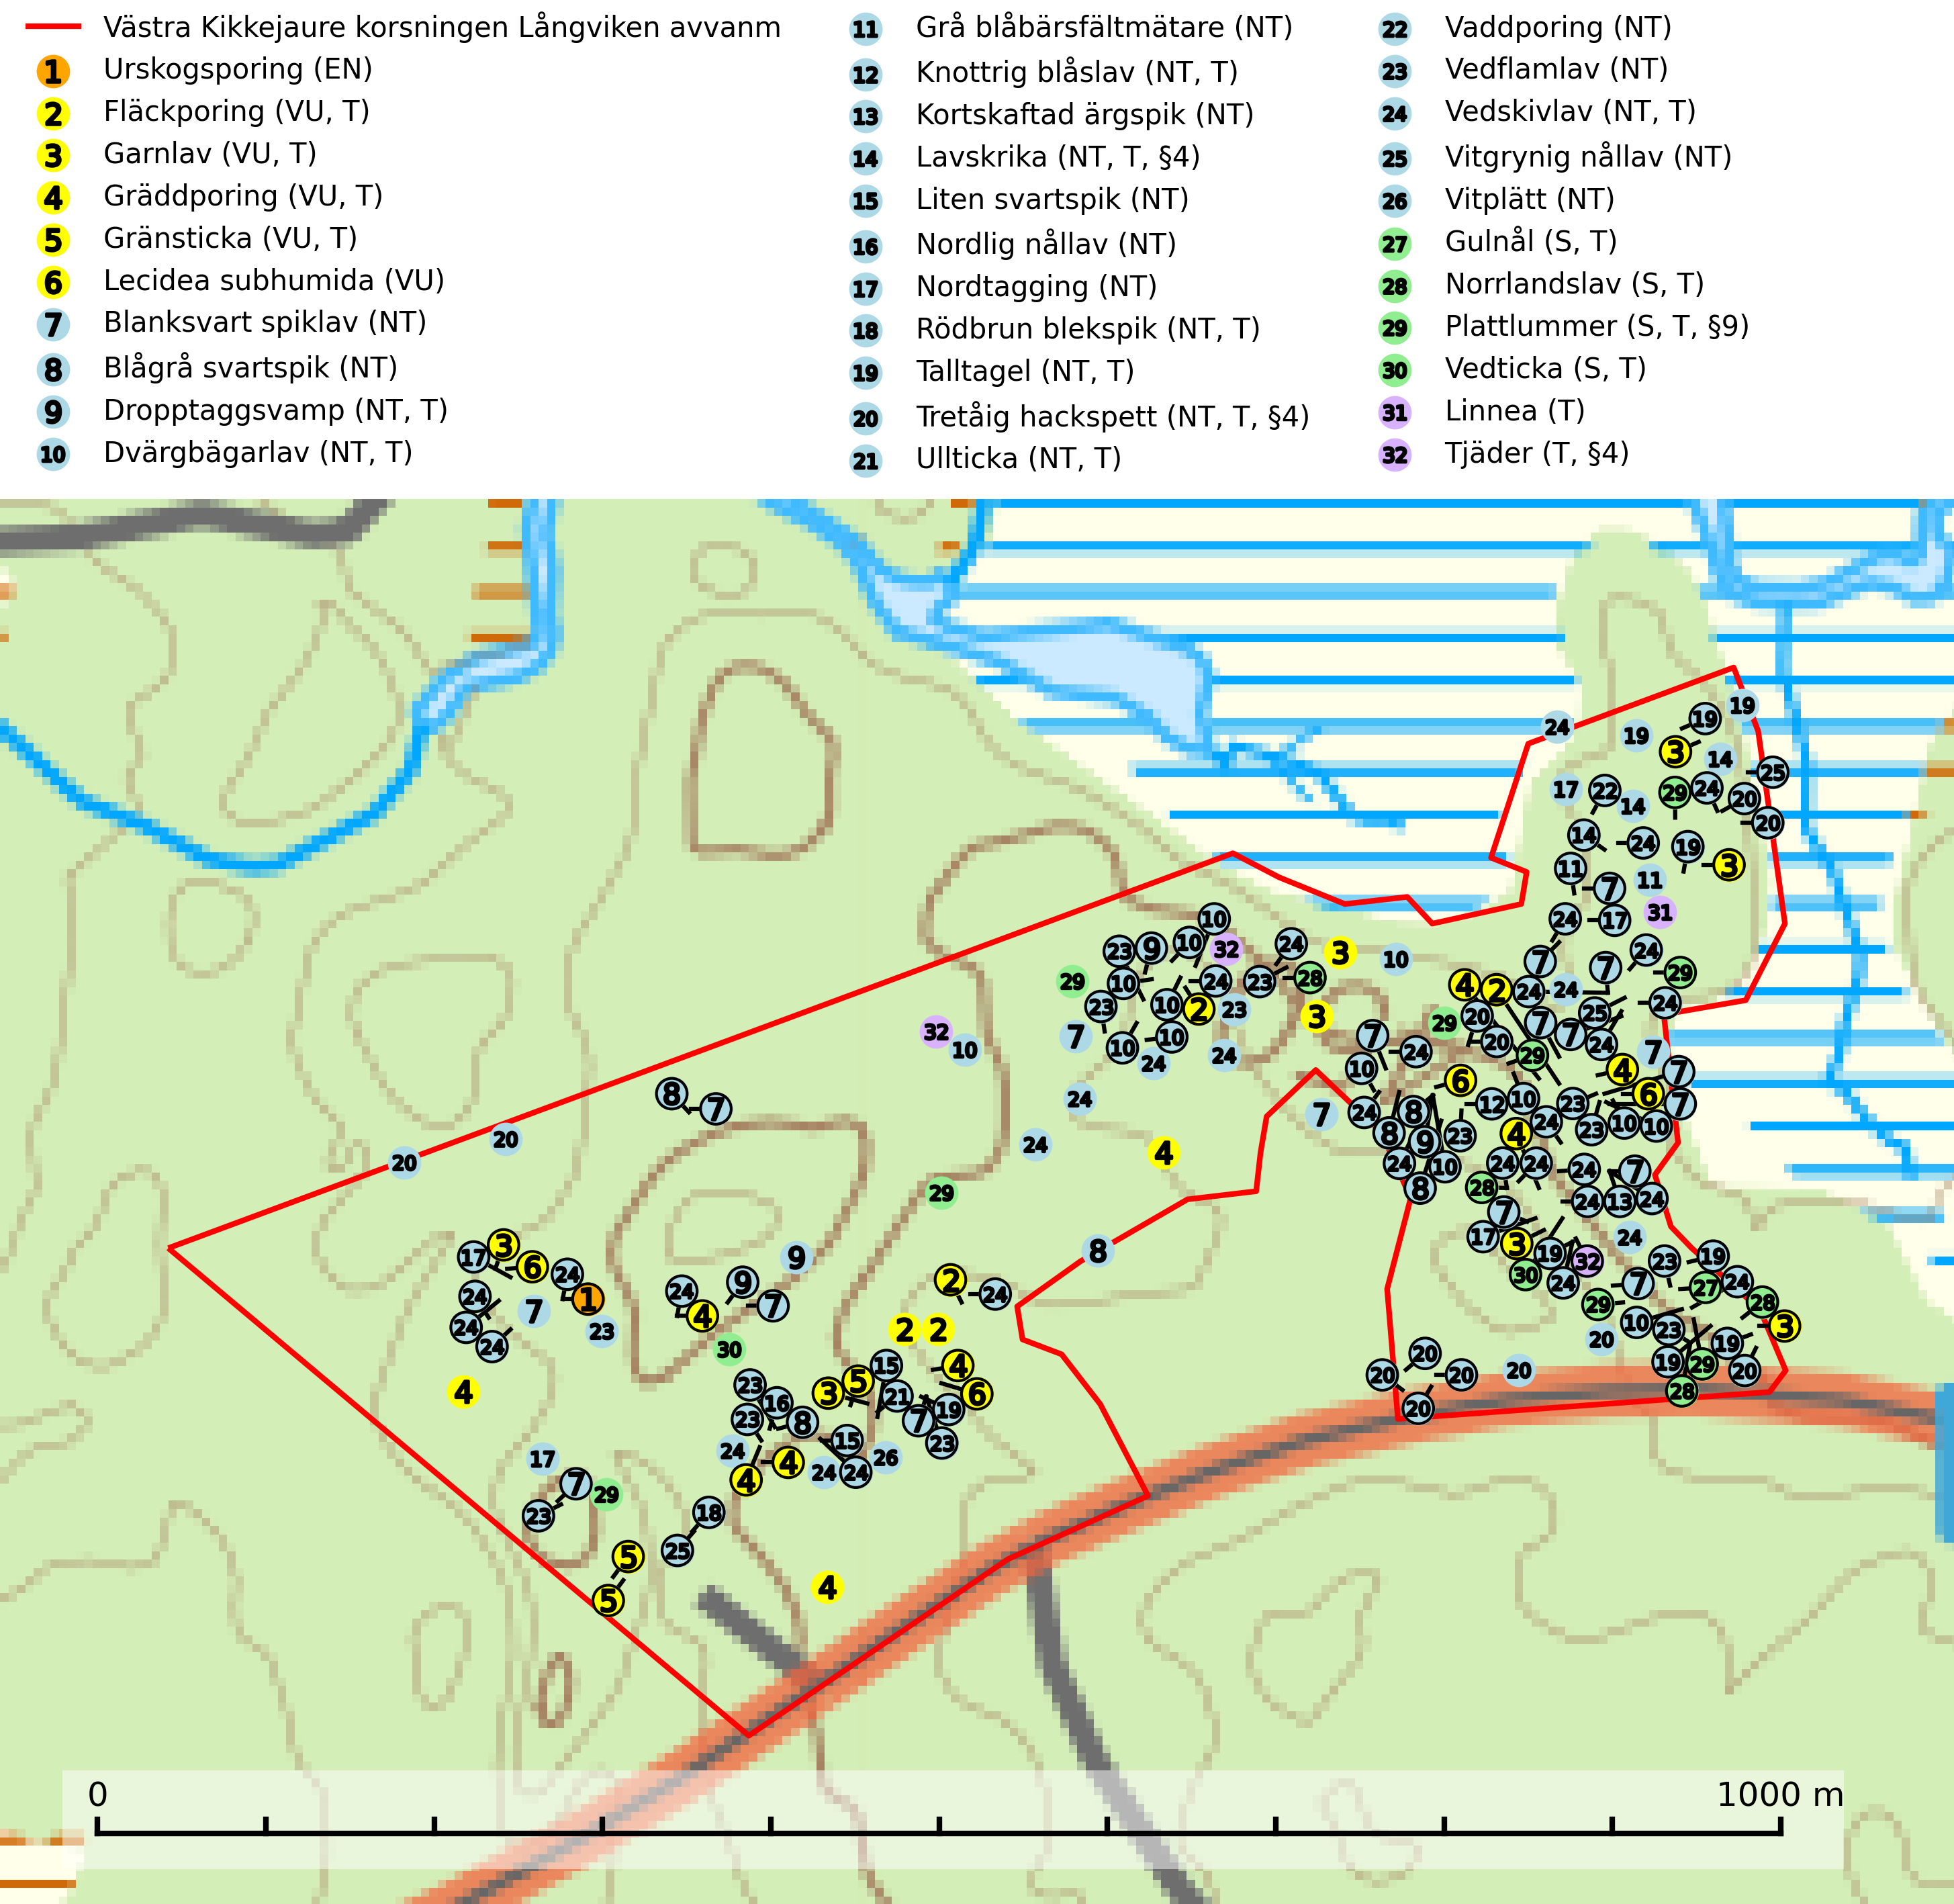 Västra Kikkejaure korsningen Långviken avvanm
1 Urskogsporing (EN)
2 Fläckporing (VU, T)
3 Garnlav (VU, T)
4 Gräddporing (VU, T)
5 Gränsticka (VU, T)
6 Lecidea subhumida (VU)
7 Blanksvart spiklav (NT)
8 Blågrå svartspik (NT)
9 Dropptaggsvamp (NT, T)
10 Dvärgbägarlav (NT, T)
11 Grå blåbärsfältmätare (NT)
12 Knottrig blåslav (NT, T)
13 Kortskaftad ärgspik (NT)
14 Lavskrika (NT, T, §4)
15 Liten svartspik (NT)
16 Nordlig nållav (NT)
17 Nordtagging (NT)
18 Rödbrun blekspik (NT, T)
19 Talltagel (NT, T)
20 Tretåig hackspett (NT, T, §4)
21 Ullticka (NT, T)
22 Vaddporing (NT)
23 Vedflamlav (NT)
24 Vedskivlav (NT, T)
25 Vitgrynig nållav (NT)
26 Vitplätt (NT)
27 Gulnål (S, T)
28 Norrlandslav (S, T)
29 Plattlummer (S, T, §9)
30 Vedticka (S, T)
31 Linnea (T)
32 Tjäder (T, §4)
0 1000 m